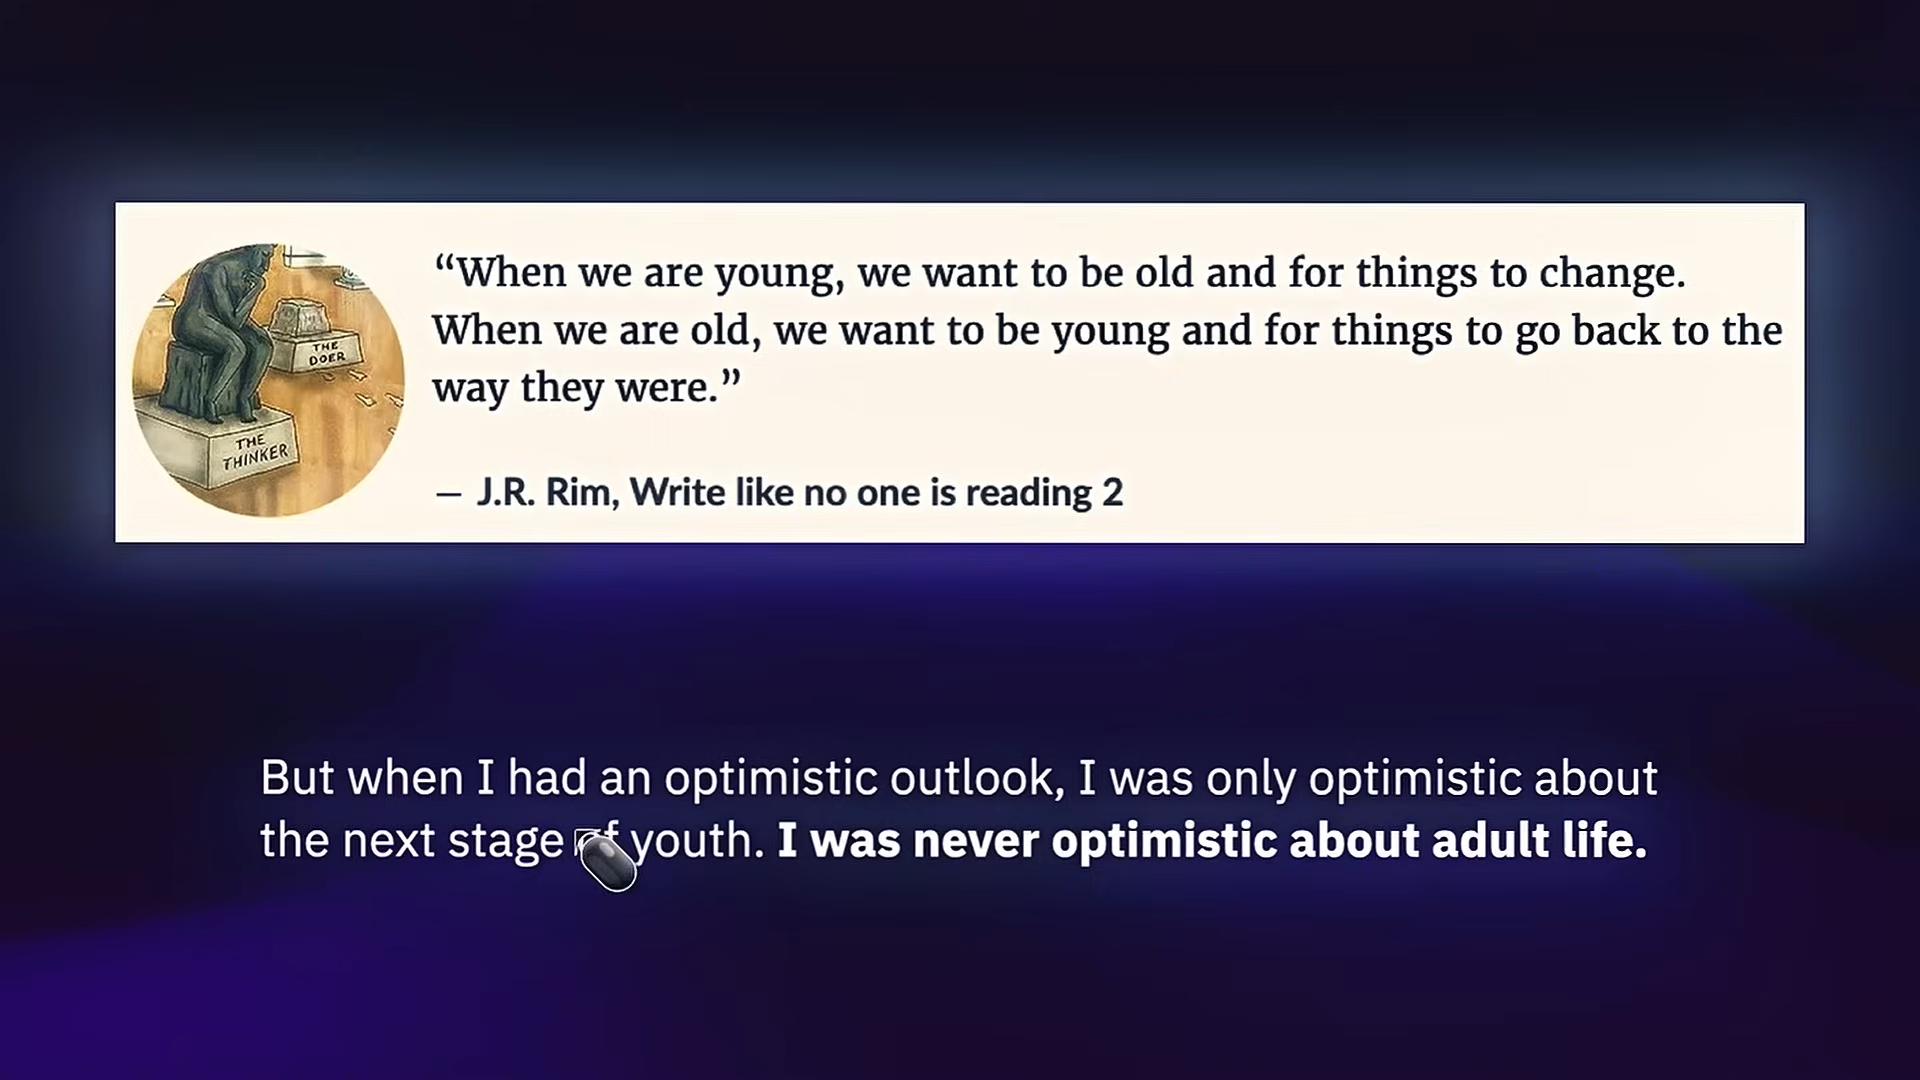 THE
DOER
THE
THINKER
“When we are young, we want to be old and for things to change.
When we are old, we want to be young and for things to go back to the
way they were.”
— J.R. Rim, Write like no one is reading 2
But when I had an optimistic outlook, I was only optimistic about
the next stage of youth. I was never optimistic about adult life.